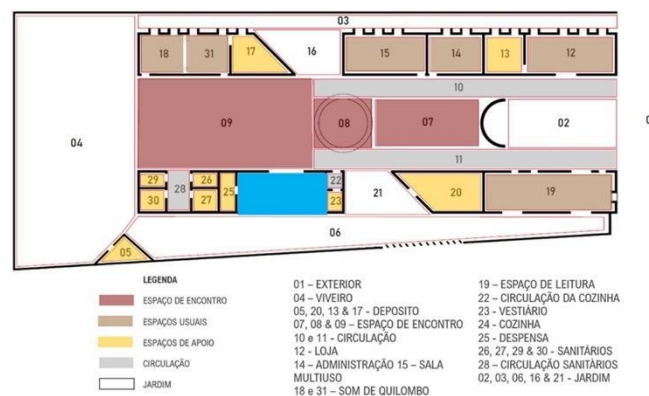 03
18
31
17
16
15
14
13
12
10
04
09
08
07
02
0
11
29
28
26
22
30
27
25
23
21
20
19
06
05
LEGENDA
ESPAÇO DE ENCONTRO
ESPAÇOS USUAIS
ESPAÇOS DE APOIO
CIRCULAÇÃO
JARDIM
01 – EXTERIOR
04 – VIVEIRO
05, 20, 13 & 17 - DEPOSITO
07, 08 & 09 – ESPAÇO DE ENCONTRO
10 e 11 - CIRCULAÇÃO
12 – LOJA
14 – ADMINISTRAÇÃO 15 – SALA
MULTIUSO
18 e 31 – SOM DE QUILOMBO
19 – ESPAÇO DE LEITURA
22 – CIRCULAÇÃO DA COZINHA
23 - VESTIÁRIO
24 - COZINHA
25 - DESPENSA
26, 27, 29 & 30 - SANITÁRIOS
28 – CIRCULAÇÃO SANITÁRIOS
02, 03, 06, 16 & 21 - JARDIM